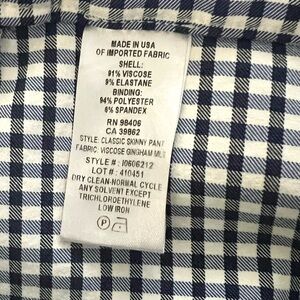 MADE IN USA
OF IMPORTED FABRIC
SHELL:
91% VISCOSE
9% ELASTANE
BINDING:
94% POLYESTER
6% SPANDEX
RN 98406
CA 39862
STYLE: CLASSIC SKINNY PANT
FABRIC: VISCOSE GINGHAM MLT
STYLE # : I0606212
LOT # : 410451
DRY CLEAN-NORMAL CYCLE
ANY SOLVENT EXCEPT
TRICHLOROETHYLENE
LOW IRON
P